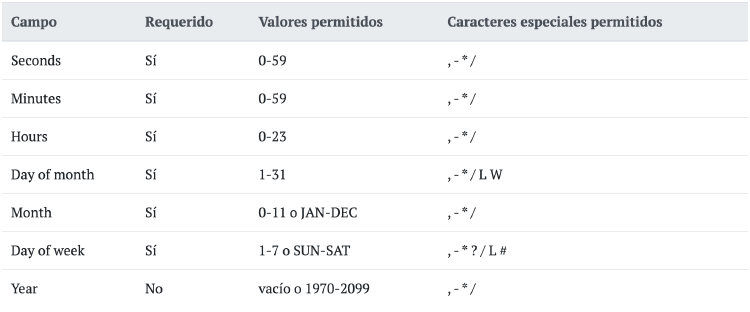 Campo Requerido Valores permitidos Caracteres especiales permitidos
Seconds Sí 0-59 , - * /
Minutes Sí 0-59 , - * /
Hours Sí 0-23 , - * /
Day of month Sí 1-31 , - * / L W
Month Sí 0-11 o JAN-DEC , - * /
Day of week Sí 1-7 o SUN-SAT , - * ? / L #
Year No vacío o 1970-2099 , - * /